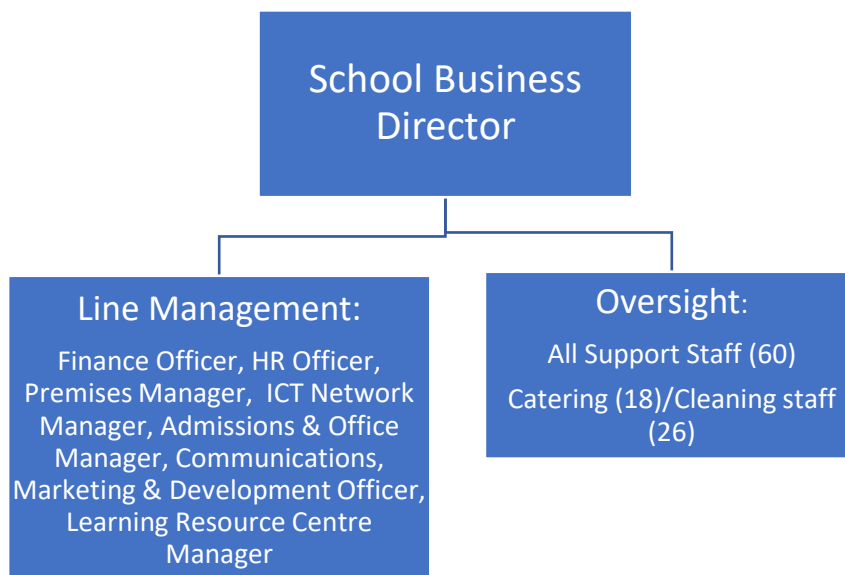 School Business
Director
Line Management:
Finance Officer, HR Officer,
Premises Manager, ICT Network
Manager, Admissions & Office
Manager, Communications,
Marketing & Development Officer,
Learning Resource Centre
Manager
Oversight:
All Support Staff (60)
Catering (18)/Cleaning staff
(26)